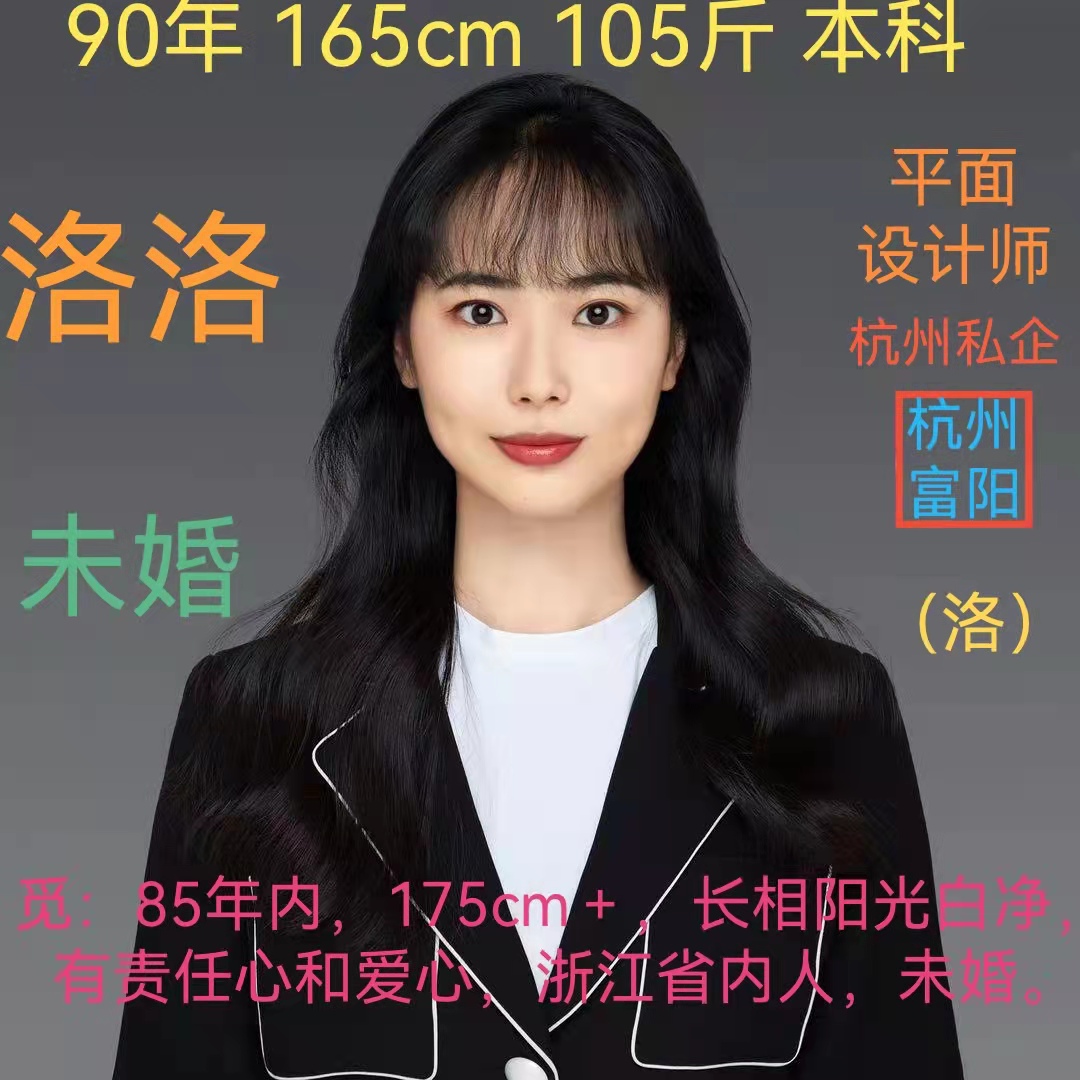 90年 165cm 105斤 本科
平面
设计师
洛洛
杭州私企
杭州
富阳
未婚
（洛）
觅：85年内，175cm＋，长相阳光白净，
有责任心和爱心，浙江省内人，未婚。